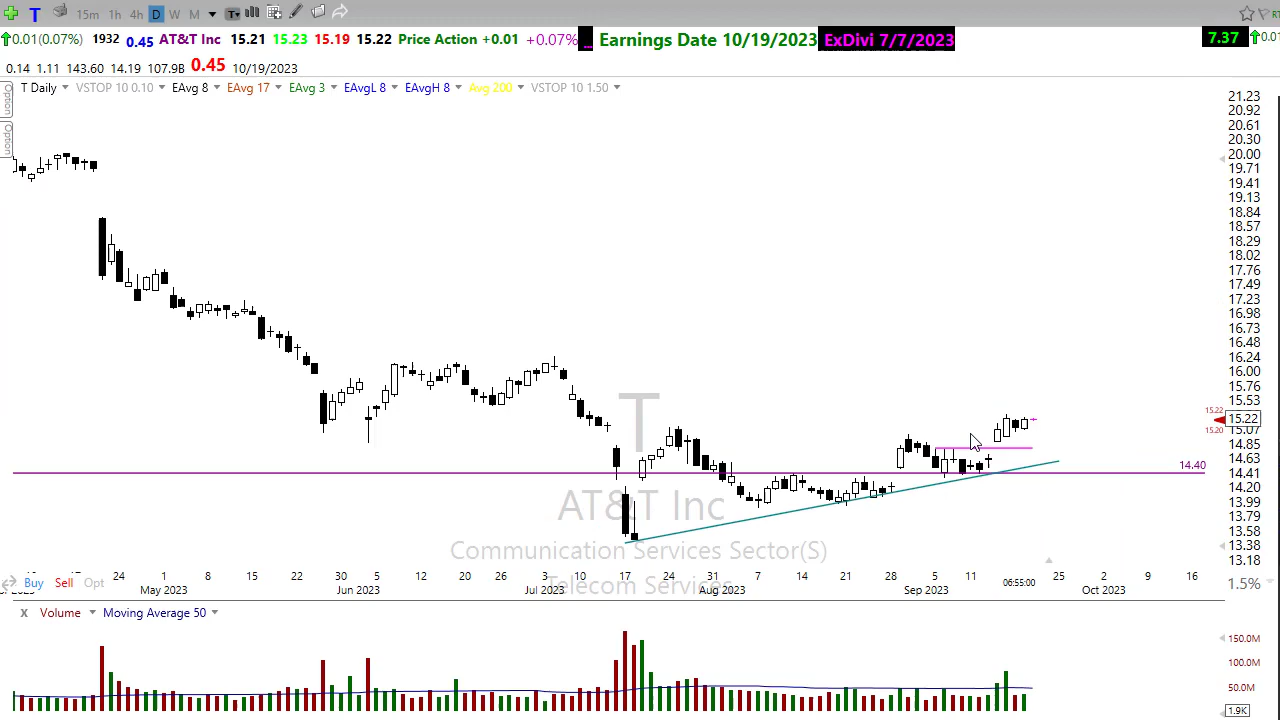 T 15m 1h 4h D W M T
0.01(0.07%) 1932 0.45 AT&T Inc 15.21 15.23 15.19 15.22 Price Action +0.01 +0.07% Earnings Date 10/19/2023 ExDivi 7/7/2023 7.37
0.14 1.11 143.60 14.19 107.9B 0.45 10/19/2023
T Daily VSTOP 10 0.10 EAvg 8 EAvg 17 EAvg 3 EAvgL 8 EAvgH 8 Avg 200 VSTOP 10 1.50
Option
Option
21.23
20.92
20.61
20.30
20.00
19.71
19.41
19.13
18.84
18.57
18.29
18.02
17.76
17.49
17.23
16.98
16.73
16.48
16.24
16.00
15.76
15.53
15.22
15.22
15.20
15.07
14.85
14.63
14.40
14.41
14.20
13.99
13.79
13.58
13.38
13.18
T
AT&T Inc
Communication Services Sector(S)
Telecom Services
Buy Sell Opt
24 1 8 15 22 30 5 12 20 26 3 10 17 24 31 7 14 21 28 5 11 06:55:00 25 2 9 16
May 2023 Jun 2023 Jul 2023 Aug 2023 Sep 2023 Oct 2023
1.5%
X Volume Moving Average 50
150.0M
100.0M
50.0M
1.9K